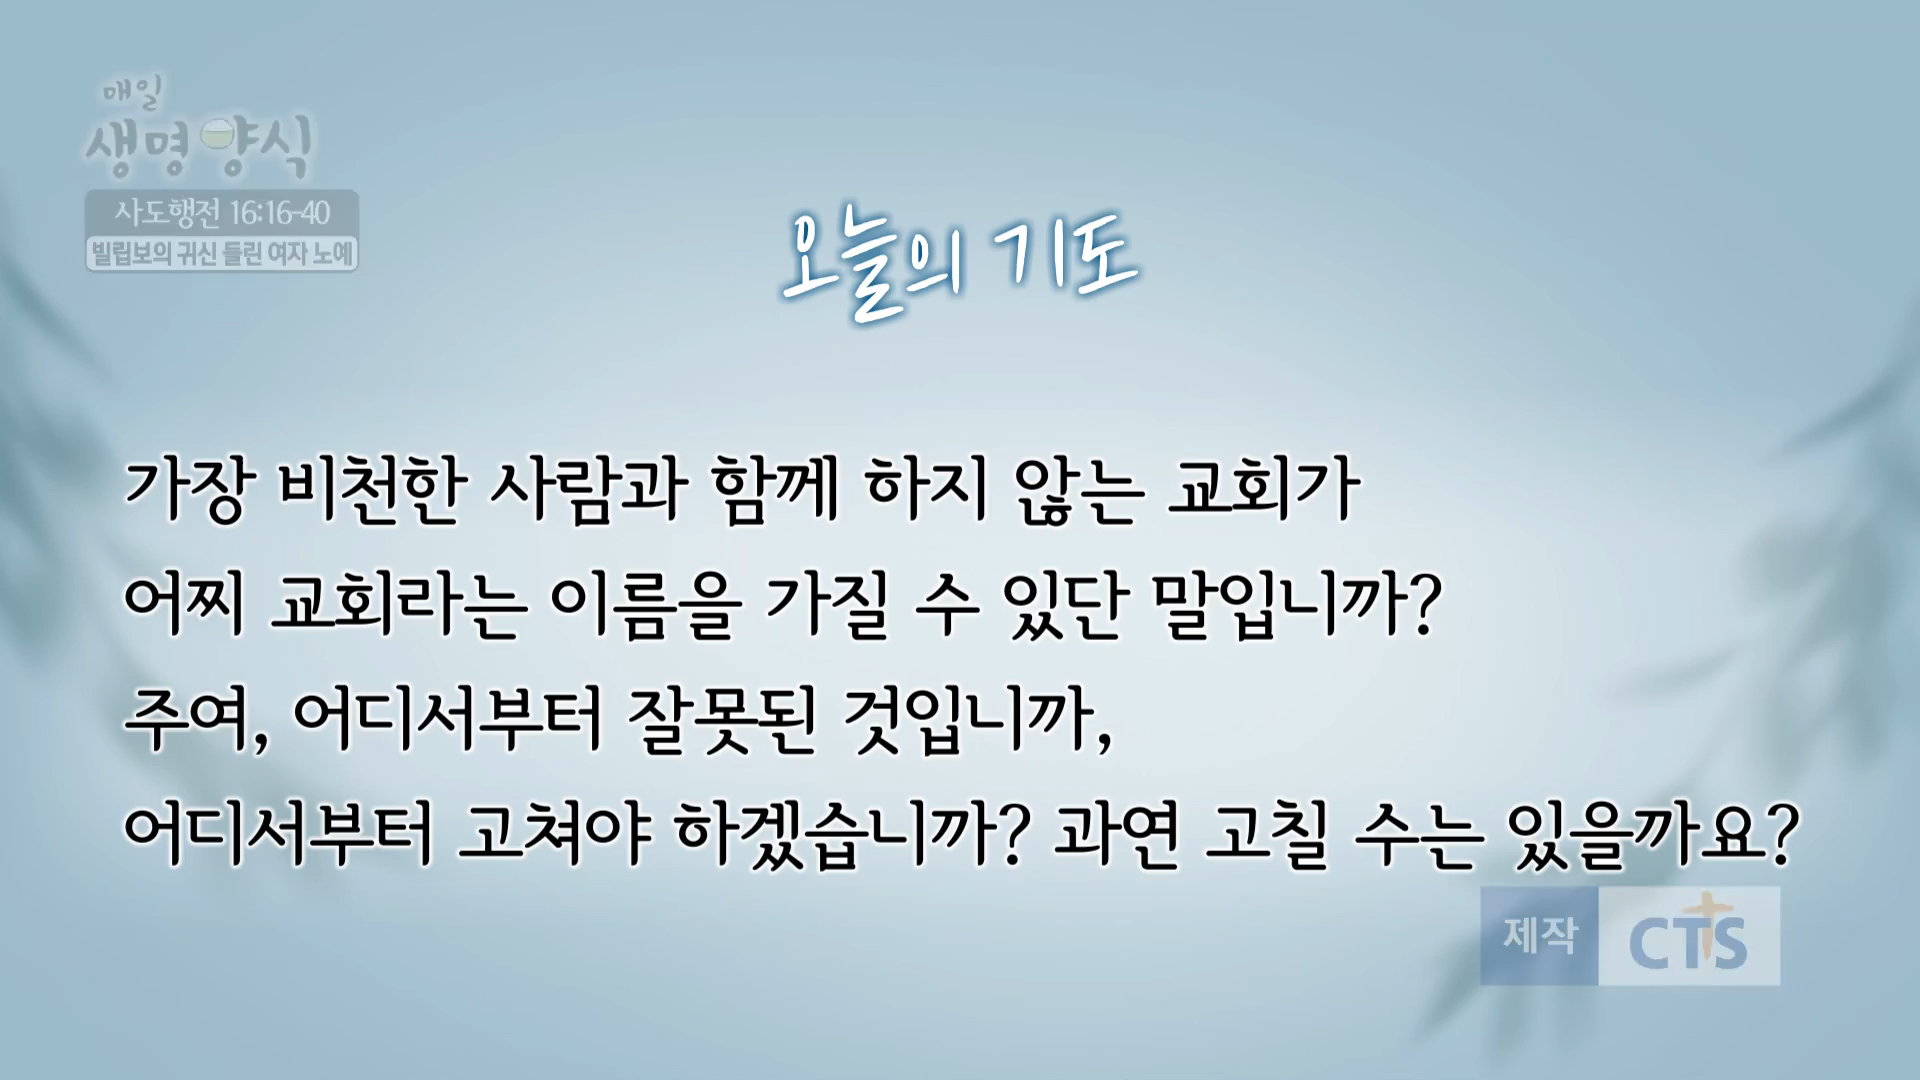 매일
생명양식
사도행전 16:16-40
빌립보의 귀신 들린 여자 노예
오늘의 기도
가장 비천한 사람과 함께 하지 않는 교회가
어찌 교회라는 이름을 가질 수 있단 말입니까?
주여, 어디서부터 잘못된 것입니까,
어디서부터 고쳐야 하겠습니까? 과연 고칠 수는 있을까요?
제작 CTS